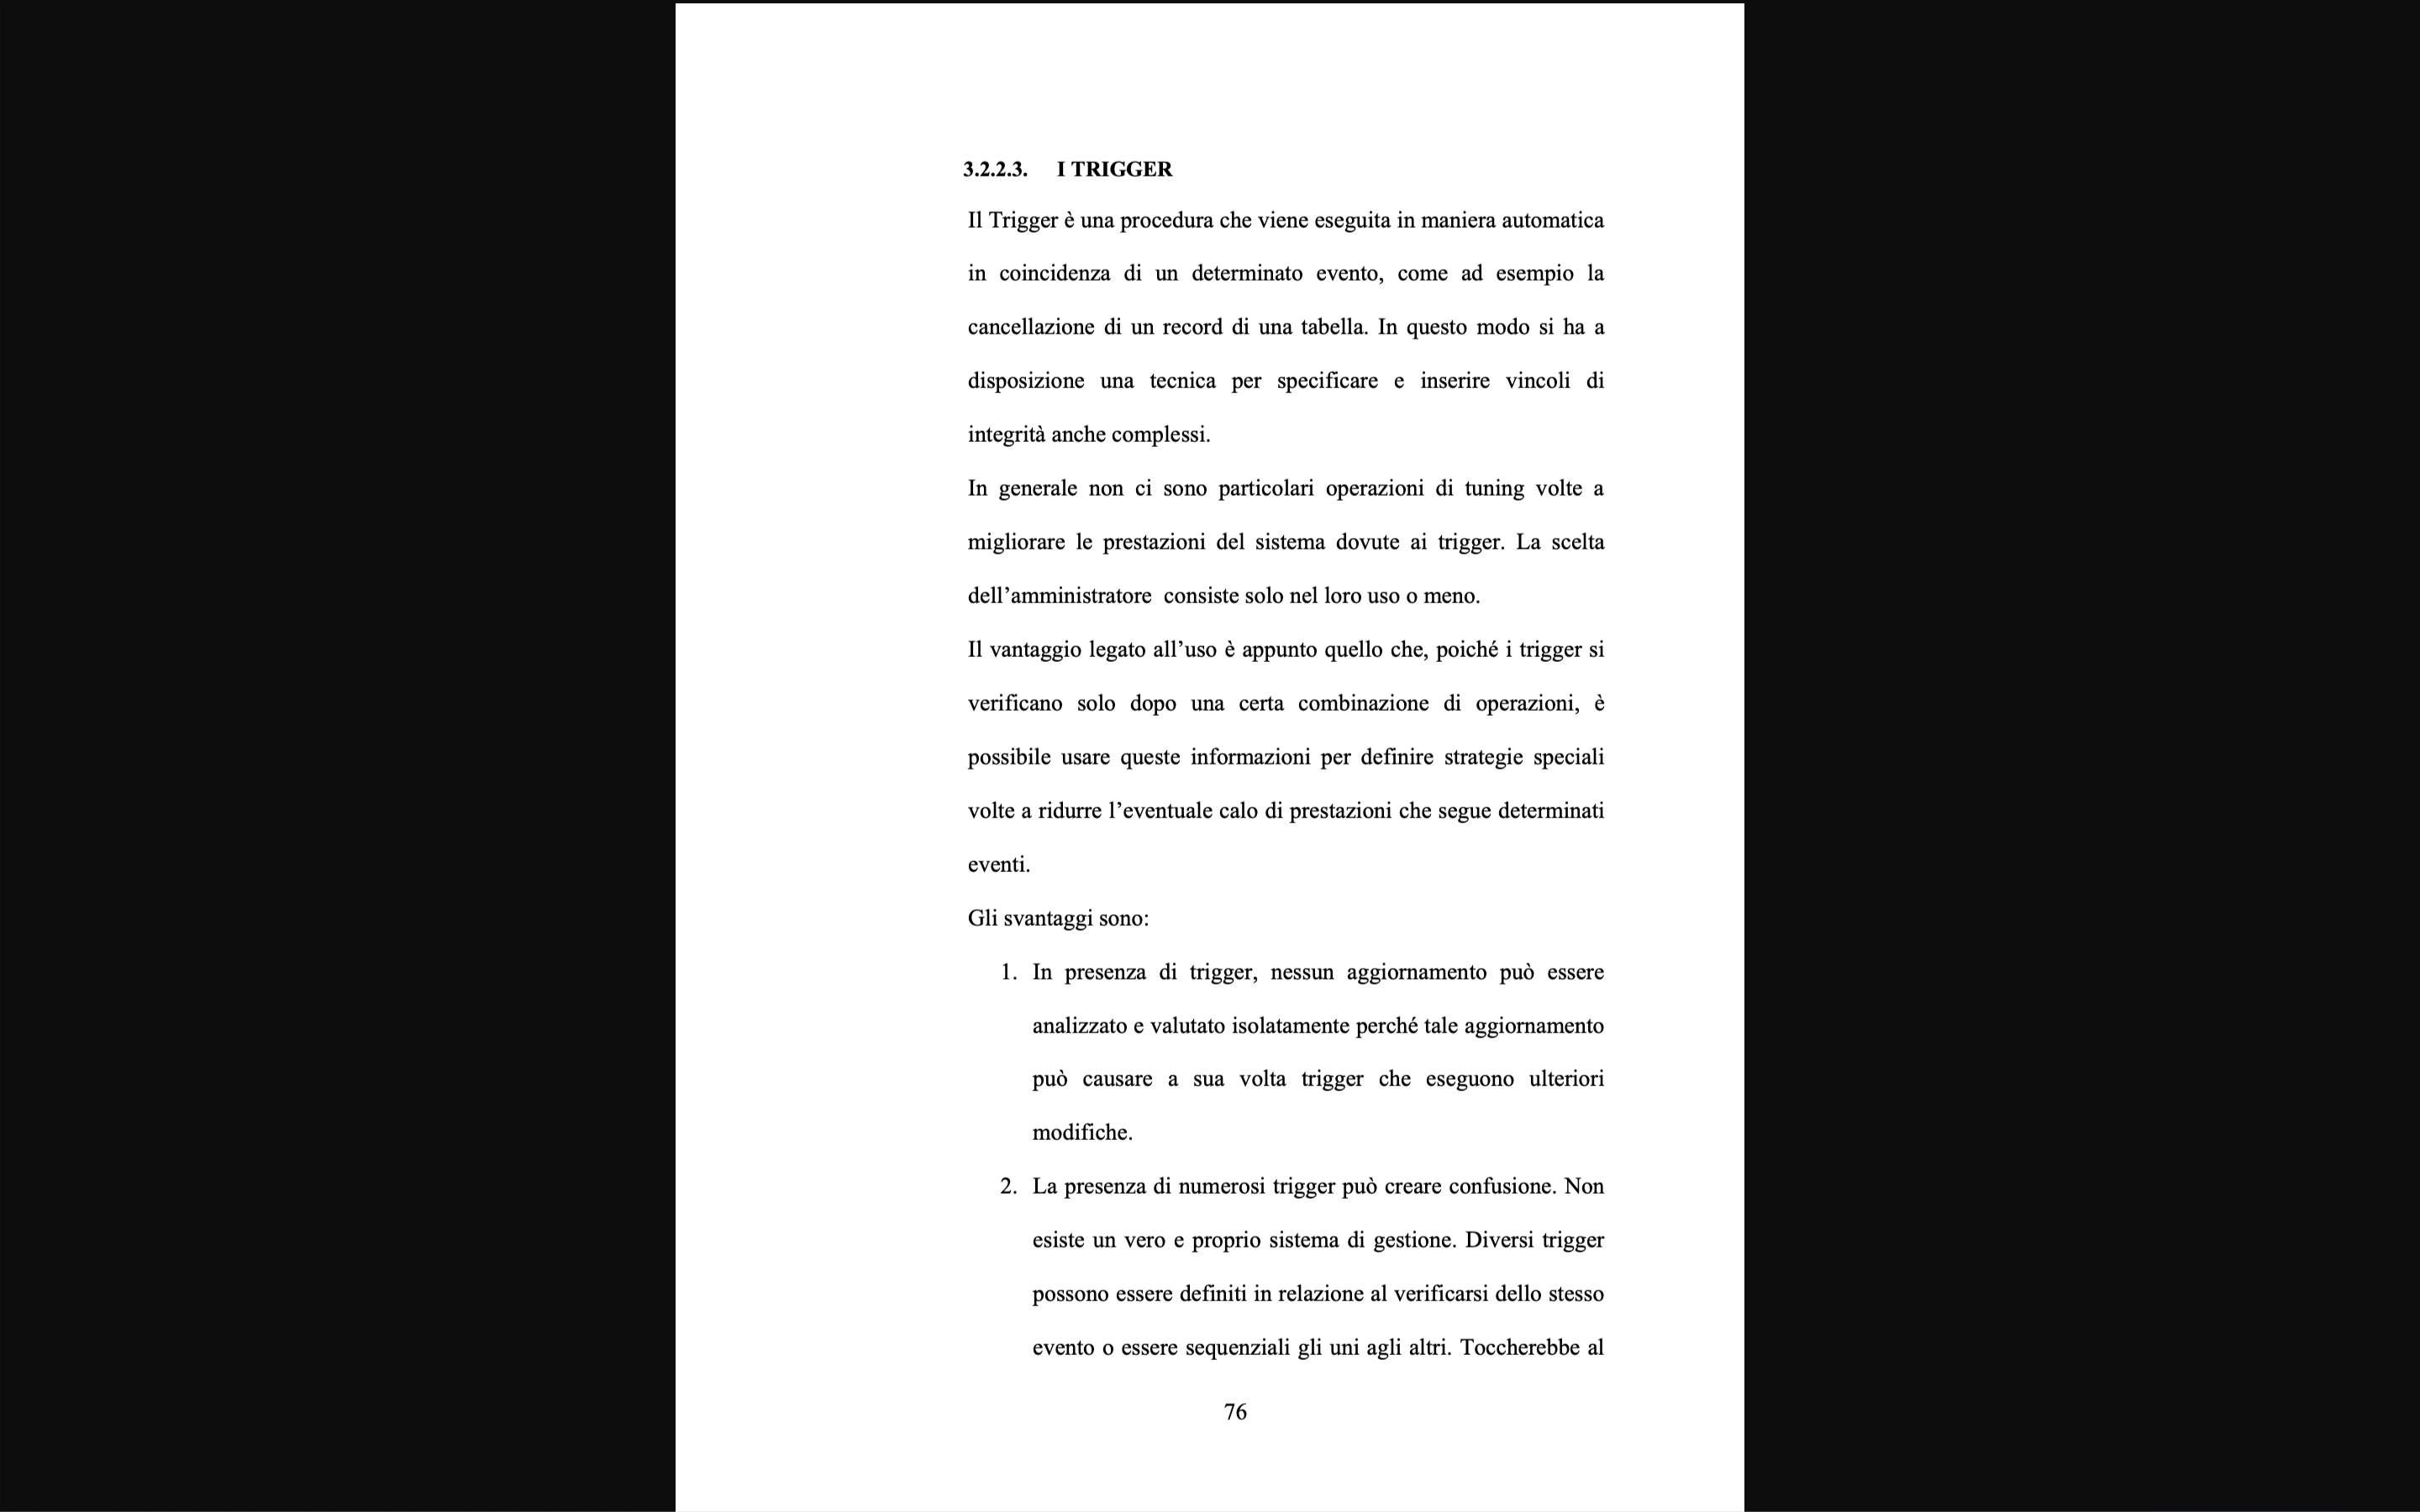 3.2.2.3. I TRIGGER
Il Trigger è una procedura che viene eseguita in maniera automatica
in coincidenza di un determinato evento, come ad esempio la
cancellazione di un record di una tabella. In questo modo si ha a
disposizione una tecnica per specificare e inserire vincoli di
integrità anche complessi.
In generale non ci sono particolari operazioni di tuning volte a
migliorare le prestazioni del sistema dovute ai trigger. La scelta
dell’amministratore consiste solo nel loro uso o meno.
Il vantaggio legato all’uso è appunto quello che, poiché i trigger si
verificano solo dopo una certa combinazione di operazioni, è
possibile usare queste informazioni per definire strategie speciali
volte a ridurre l’eventuale calo di prestazioni che segue determinati
eventi.
Gli svantaggi sono:
1. In presenza di trigger, nessun aggiornamento può essere
analizzato e valutato isolatamente perché tale aggiornamento
può causare a sua volta trigger che eseguono ulteriori
modifiche.
2. La presenza di numerosi trigger può creare confusione. Non
esiste un vero e proprio sistema di gestione. Diversi trigger
possono essere definiti in relazione al verificarsi dello stesso
evento o essere sequenziali gli uni agli altri. Toccherebbe al
76